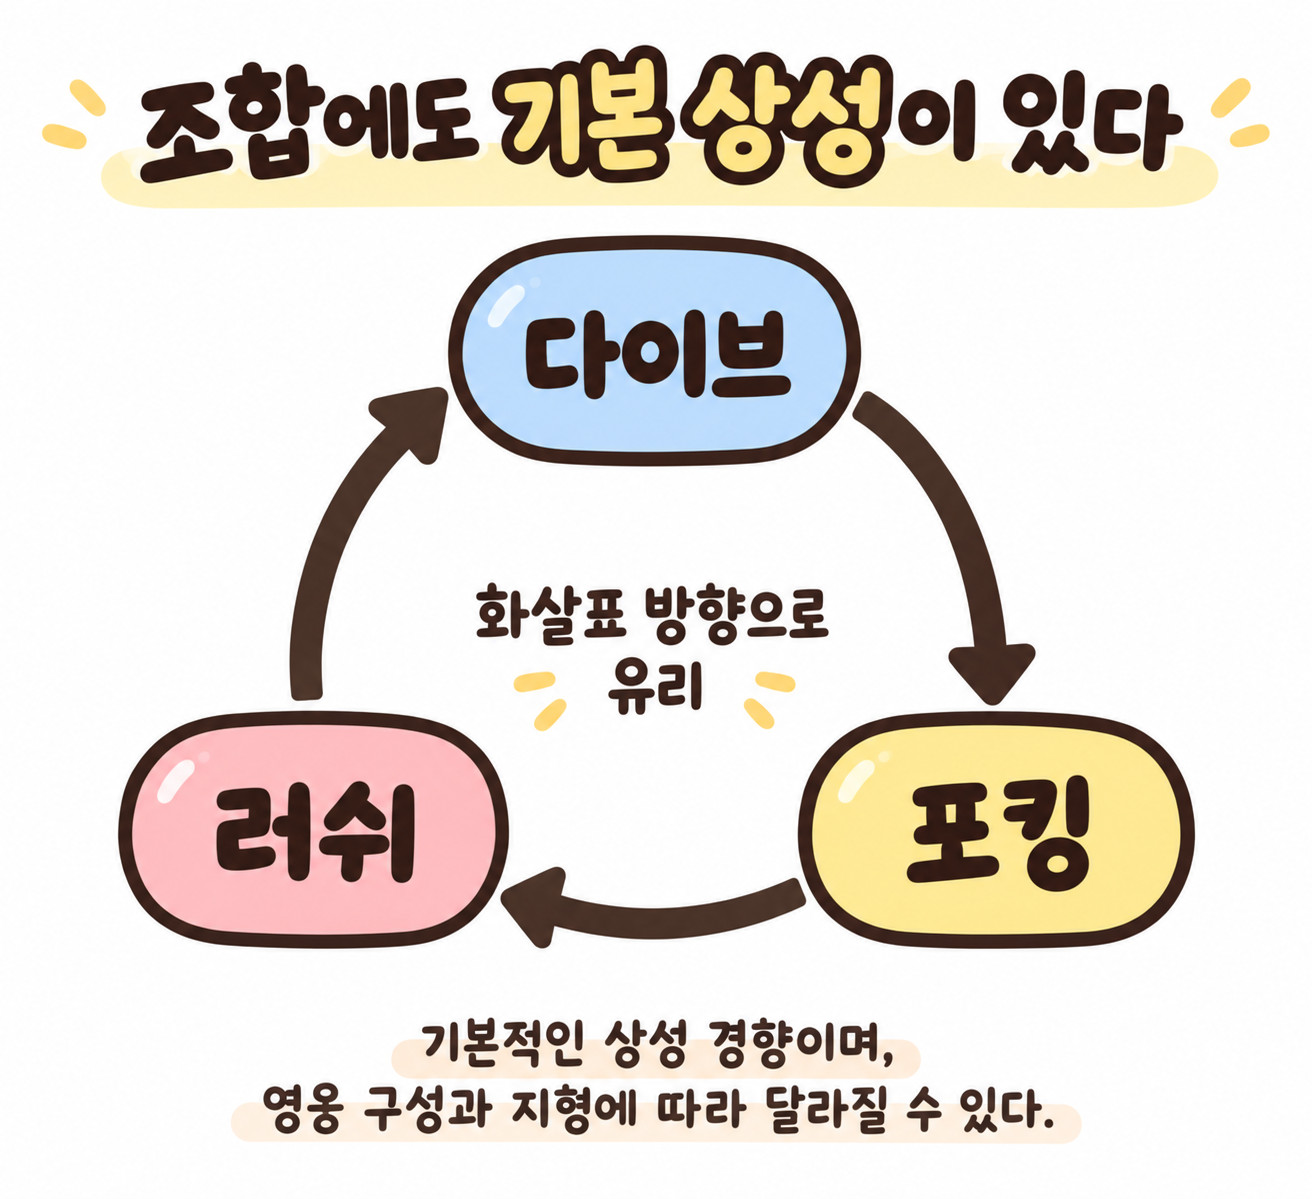 조합에도 기본 상성이 있다
다이브
화살표 방향으로
유리
러쉬
포킹
기본적인 상성 경향이며,
영웅 구성과 지형에 따라 달라질 수 있다.